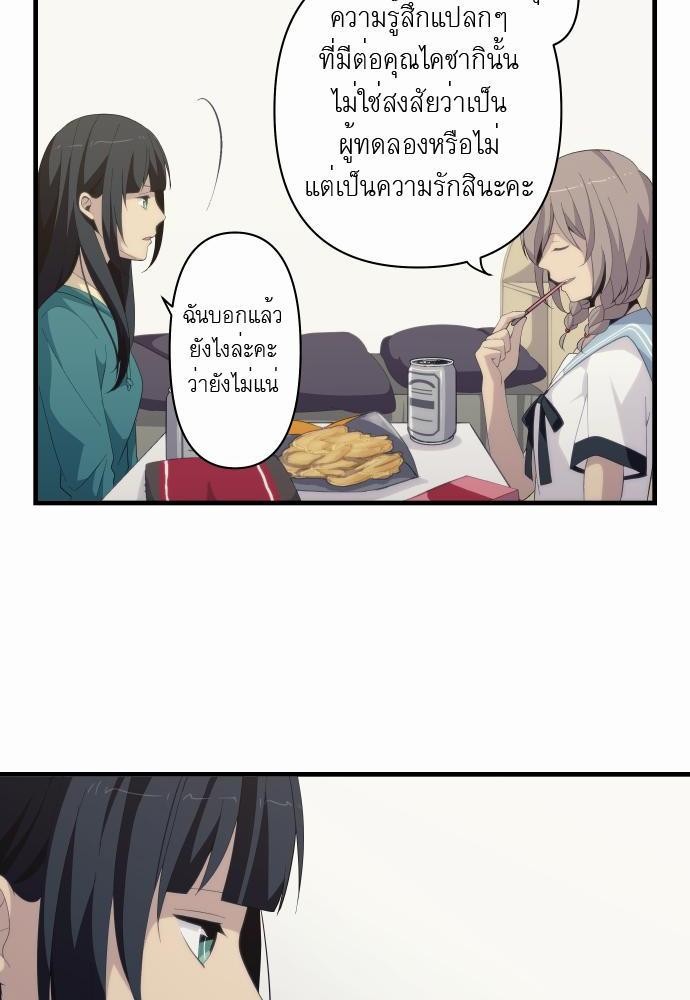 ความรู้สึกแปลกๆ
ที่มีต่อคุณไคซากินั้น
ไม่ใช่สงสัยว่าเป็น
ผู้ทดลองหรือไม่
แต่เป็นความรักสินะคะ
ฉันบอกแล้ว
ยังไงล่ะคะ
ว่ายังไม่แน่